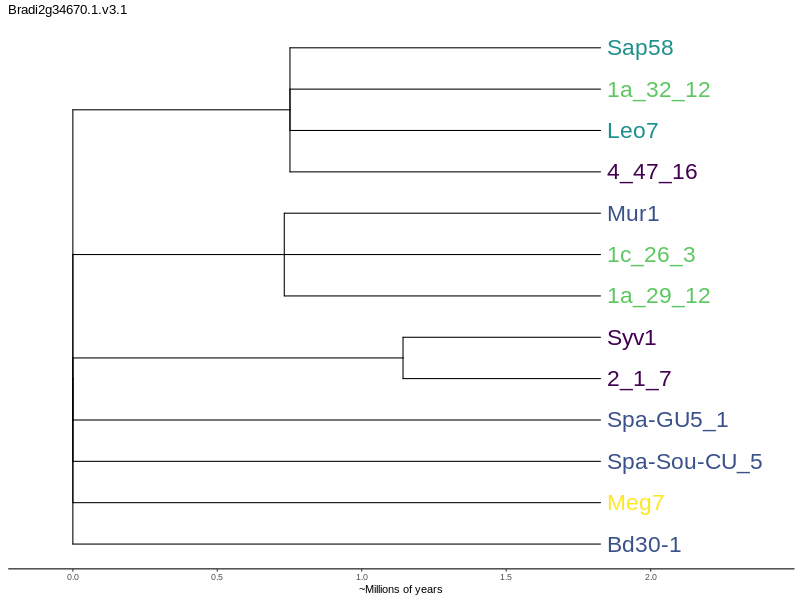 Bradi2g34670.1.v3.1
Sap58
1a_32_12
Leo7
4_47_16
Mur1
1c_26_3
1a_29_12
Syv1
2_1_7
Spa-GU5_1
Spa-Sou-CU_5
Meg7
Bd30-1
0.0 0.5 1.0 1.5 2.0
~Millions of years